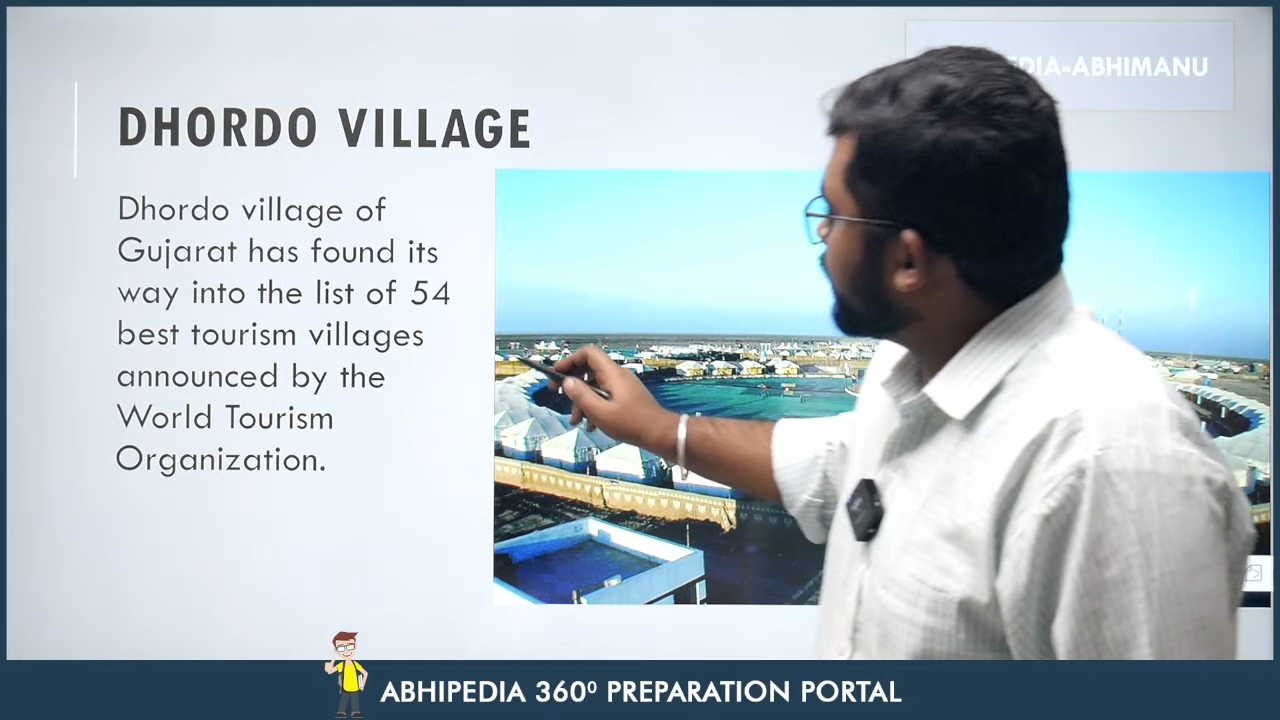 -ABHIMANU
DHORDO VILLAGE
Dhordo village of
Gujarat has found its
way into the list of 54
best tourism villages
announced by the
World Tourism
Organization.
ABHIPEDIA 360⁰ PREPARATION PORTAL